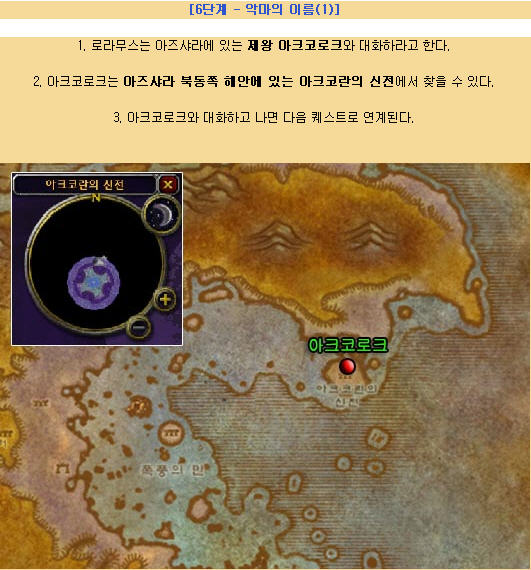 [6단계 - 악마의 이름(1)]
1. 로라무스는 아즈샤라에 있는 제왕 아크코로크와 대화하라고 한다.
2. 아크코로크는 아즈샤라 북동쪽 해안에 있는 아크코란의 신전에서 찾을 수 있다.
3. 아크코로크와 대화하고 나면 다음 퀘스트로 연계된다.
아크코란의 신전
N
아크코로크
아크코란의
신전
폭풍의 만